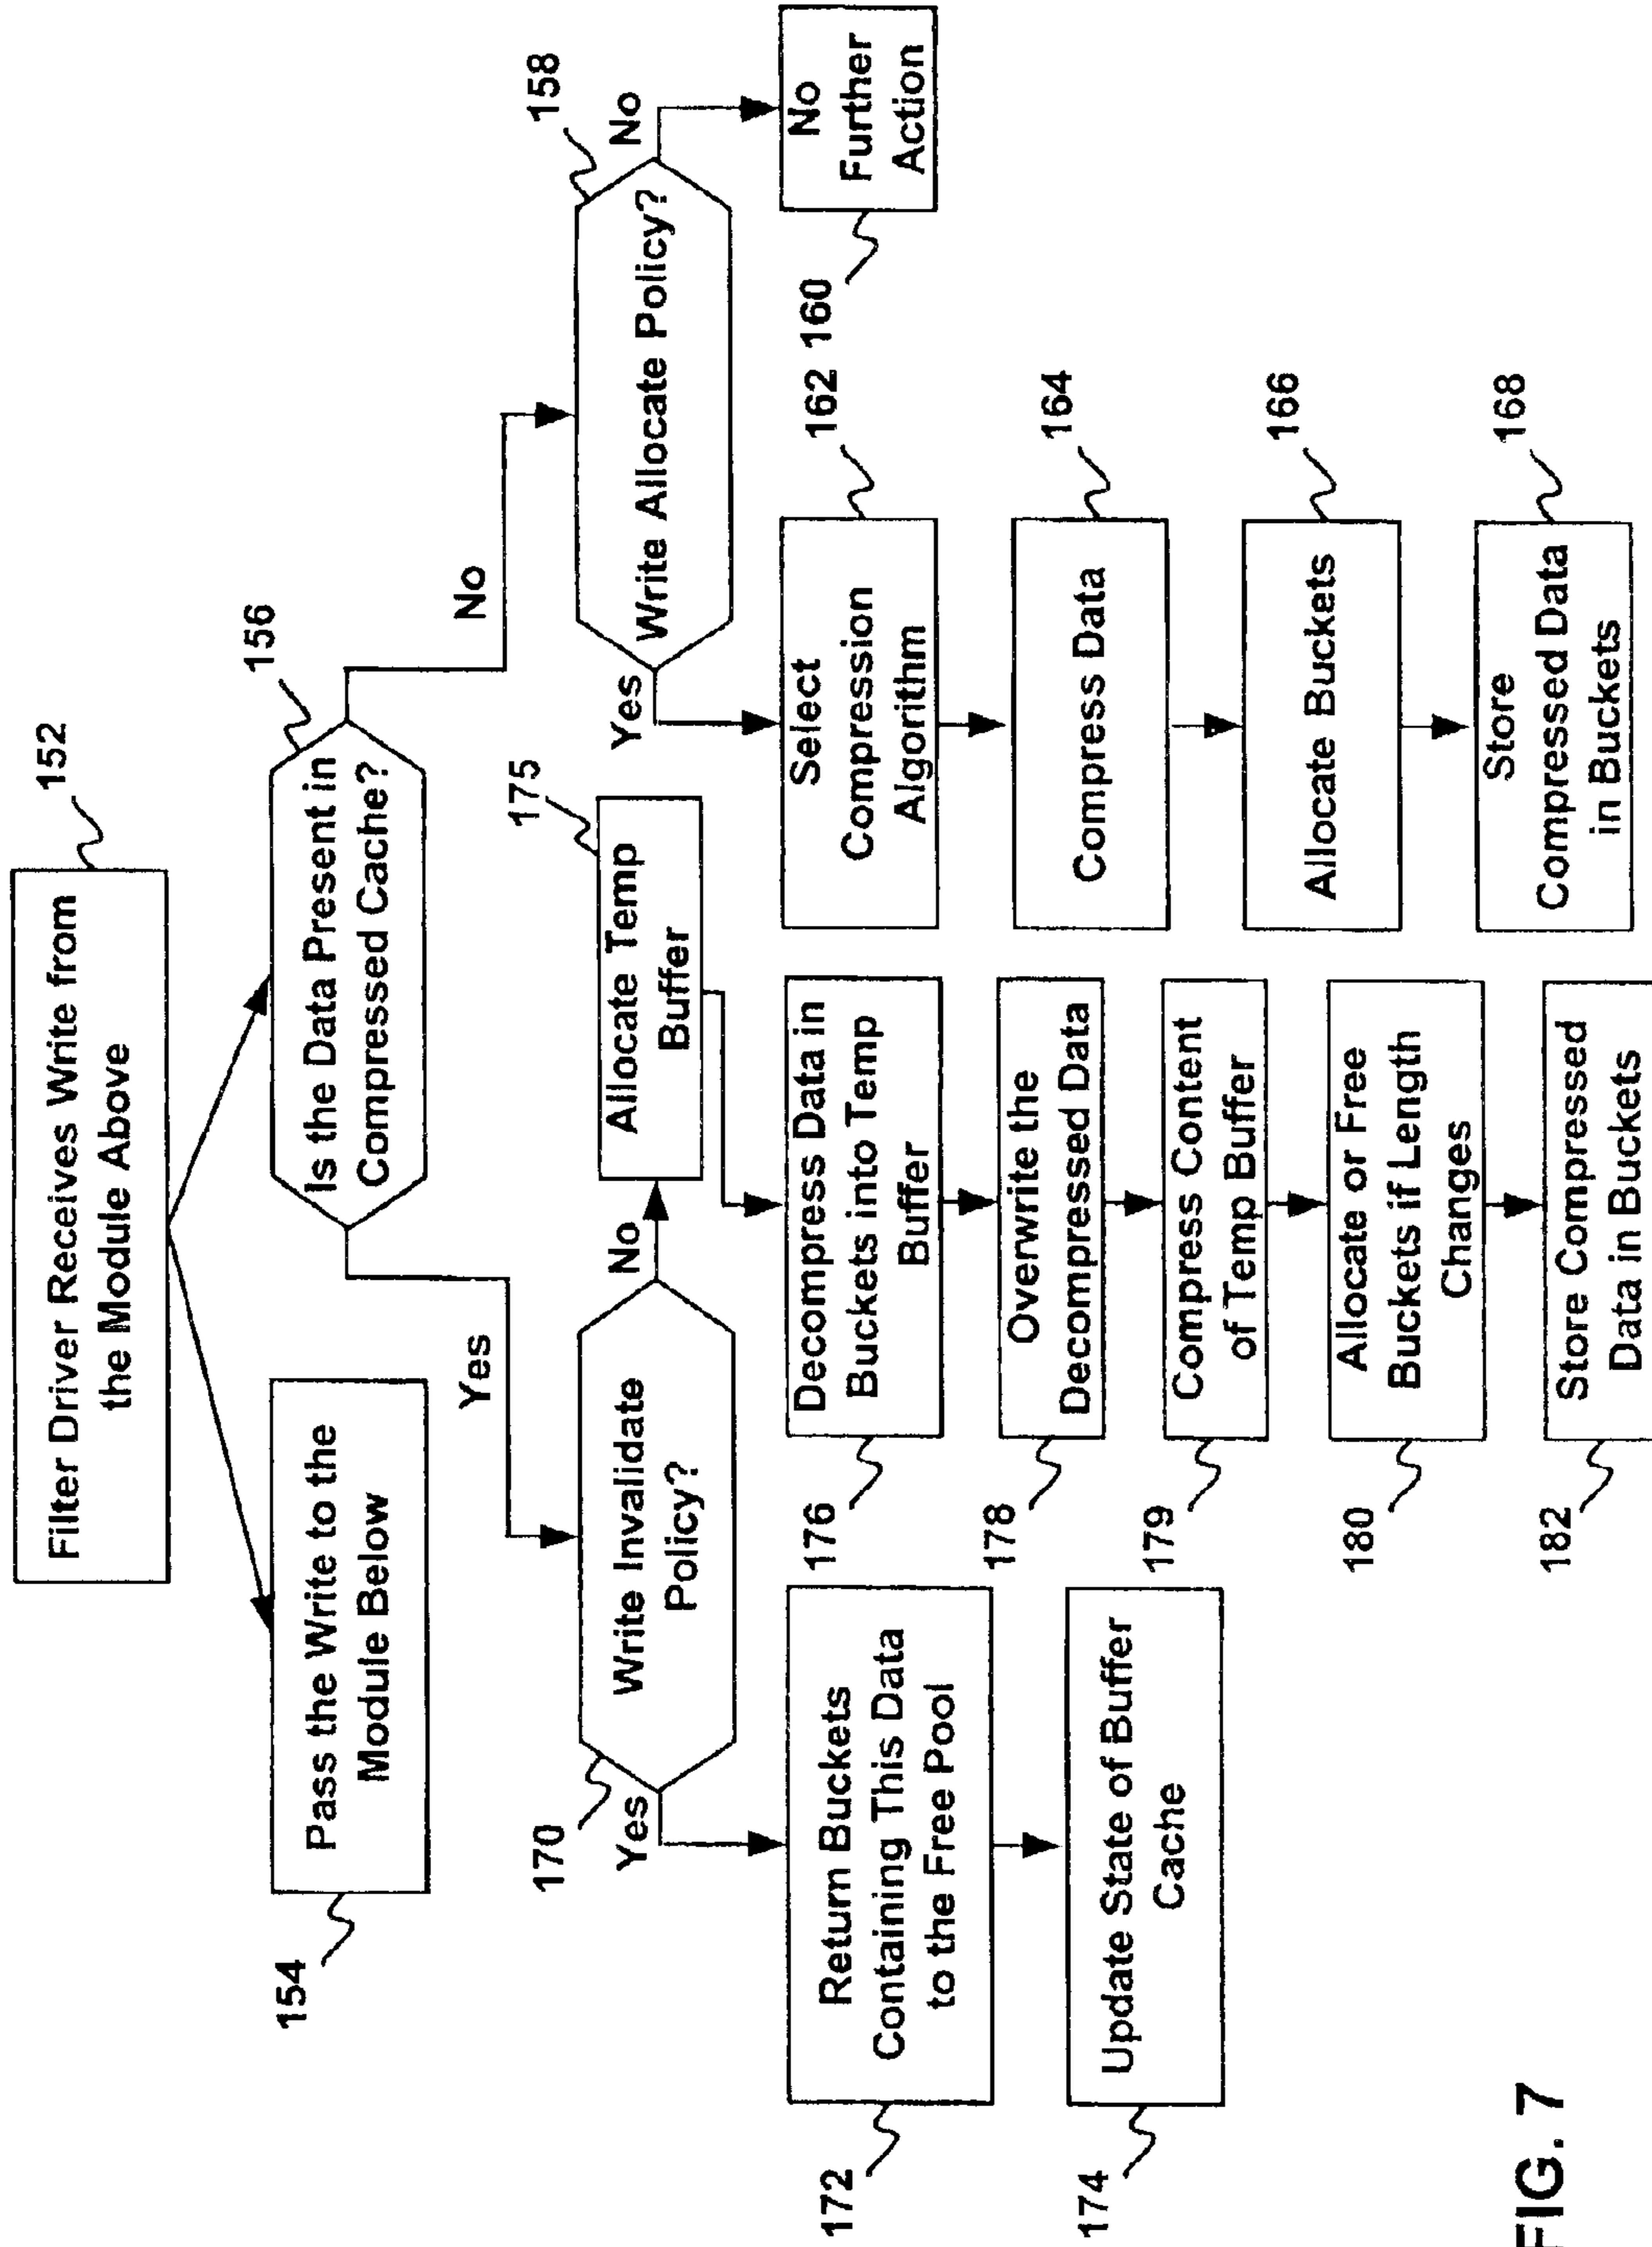 Filter Driver Receives Write from
the Module Above
152
Pass the Write to the
Module Below
154
Is the Data Present in
Compressed Cache?
156
Yes
No
Write Invalidate
Policy?
170
Yes
No
Allocate Temp
Buffer
175
Write Allocate Policy?
158
Yes
No
Return Buckets
Containing This Data
to the Free Pool
172
Update State of Buffer
Cache
174
Decompress Data in
Buckets into Temp
Buffer
176
Overwrite the
Decompressed Data
178
Compress Content
of Temp Buffer
179
Allocate or Free
Buckets if Length
Changes
180
Store Compressed
Data in Buckets
182
Select
Compression
Algorithm
162
No
Further
Action
160
Compress Data
164
Allocate Buckets
166
Store
Compressed Data
in Buckets
168
FIG. 7